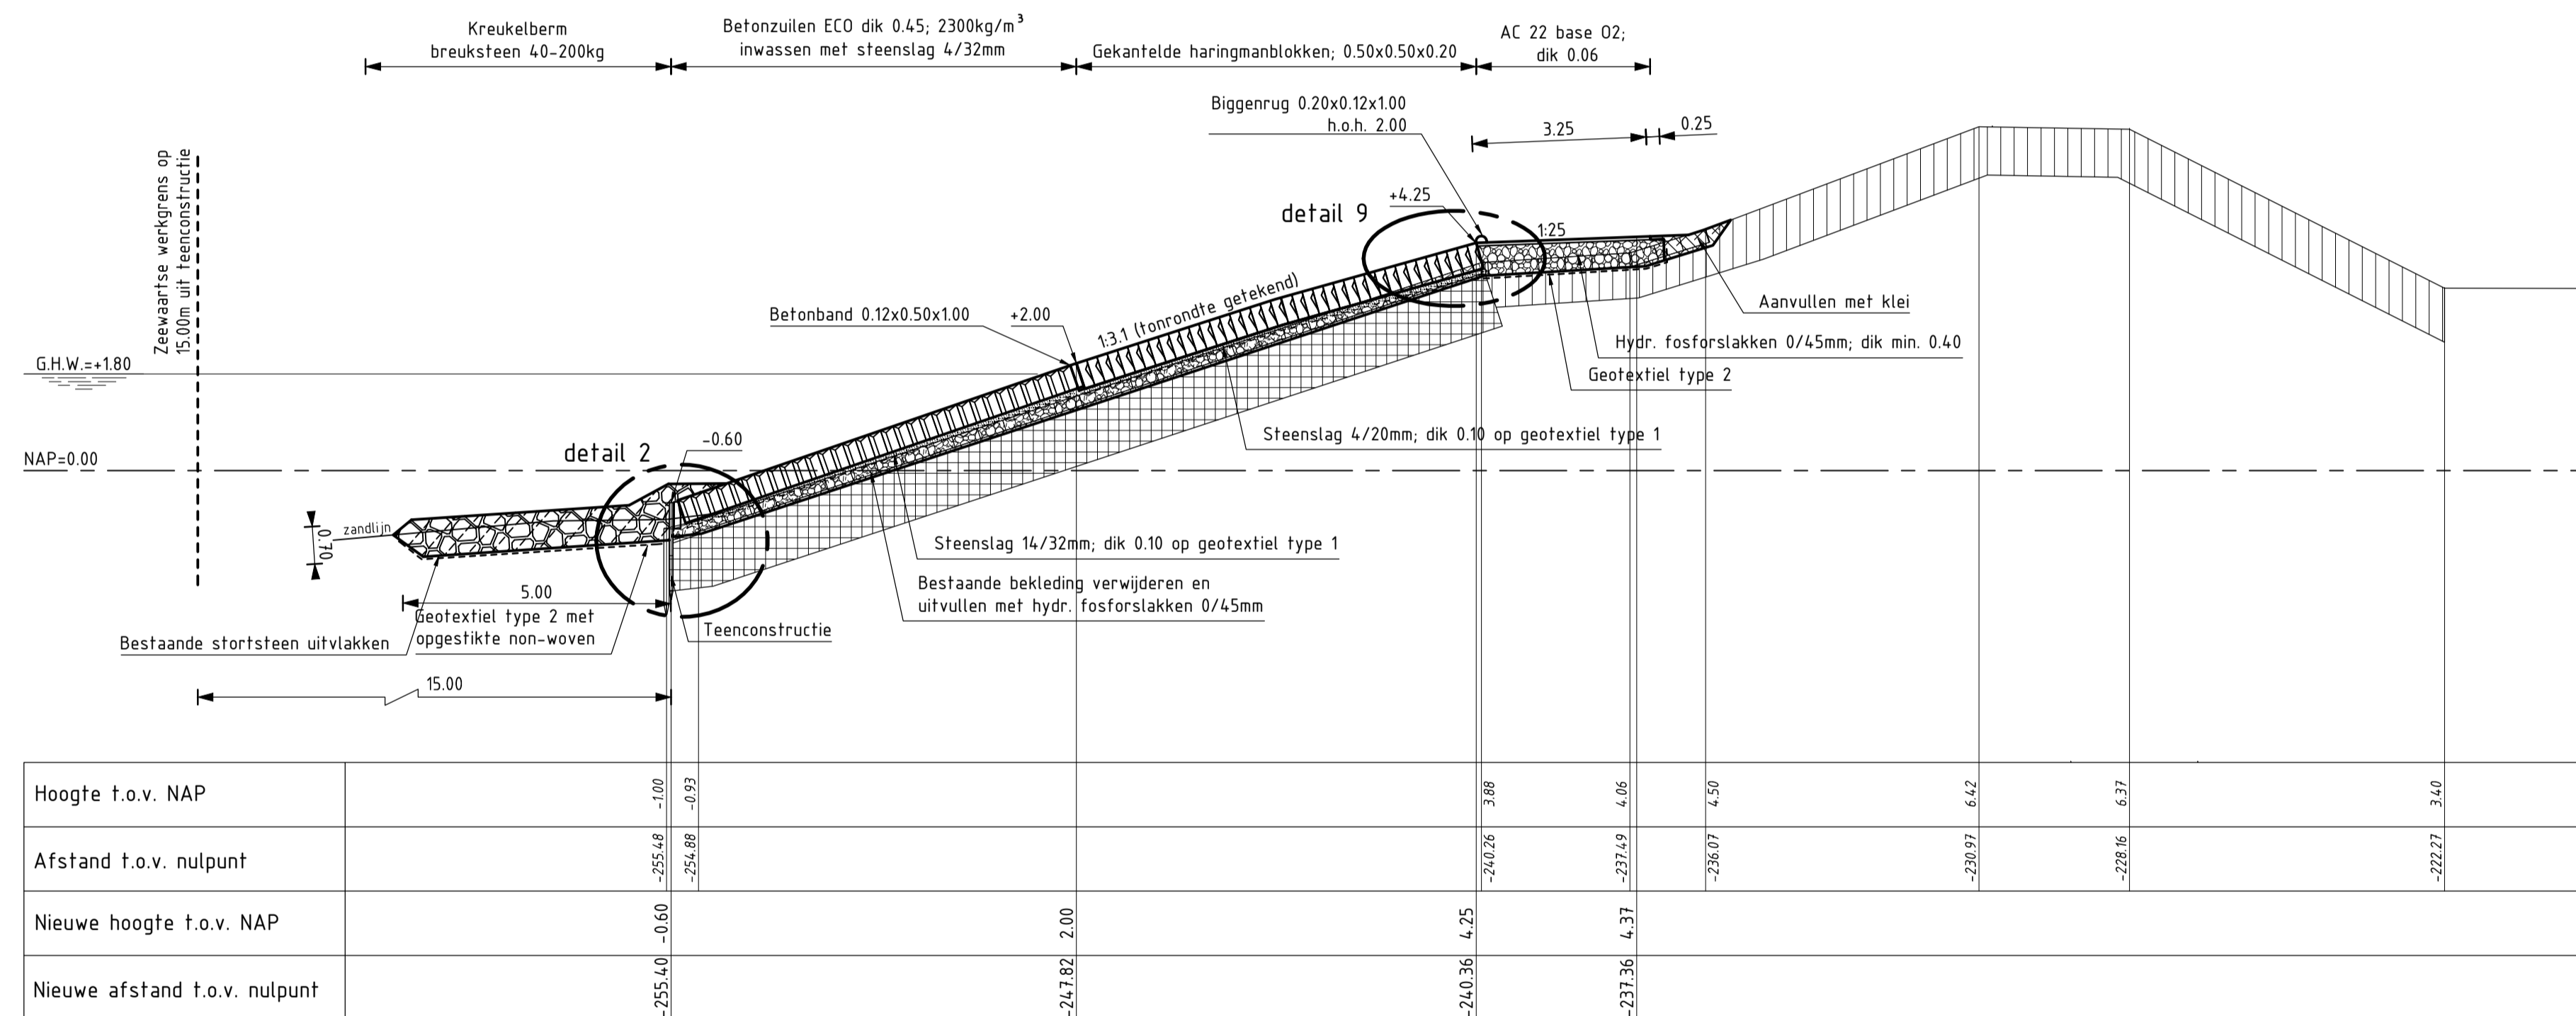 Kreukelberm
breuksteen 40-200kg
Betonzuilen ECO dik 0.45; 2300kg/m³
inwassen met steenslag 4/32mm
Gekantelde haringmanblokken; 0.50x0.50x0.20
AC 22 base O2;
dik 0.06
Biggenrug 0.20x0.12x1.00
h.o.h. 2.00
3.25
0.25
Zeewaartse werkgrens op
15.00m uit teenconstructie
detail 9
+4.25
1:25
Betonband 0.12x0.50x1.00
+2.00
1:3.1 (tonrondte getekend)
Aanvullen met klei
Hydr. fosforslakken 0/45mm; dik min. 0.40
Geotextiel type 2
G.H.W.=+1.80
Steenslag 4/20mm; dik 0.10 op geotextiel type 1
detail 2
-0.60
NAP=0.00
zandlijn
0.70
Steenslag 14/32mm; dik 0.10 op geotextiel type 1
Bestaande bekleding verwijderen en
uitvullen met hydr. fosforslakken 0/45mm
5.00
Geotextiel type 2 met
opgestikte non-woven
Bestaande stortsteen uitvlakken
Teenconstructie
15.00
Hoogte t.o.v. NAP -1.00 -0.93 3.88 4.06 4.50 6.42 6.37 3.40
Afstand t.o.v. nulpunt -255.48 -254.88 -240.26 -237.49 -236.07 -230.97 -228.16 -222.27
Nieuwe hoogte t.o.v. NAP -0.60 2.00 4.25 4.37
Nieuwe afstand t.o.v. nulpunt -255.40 -247.82 -240.36 -237.36